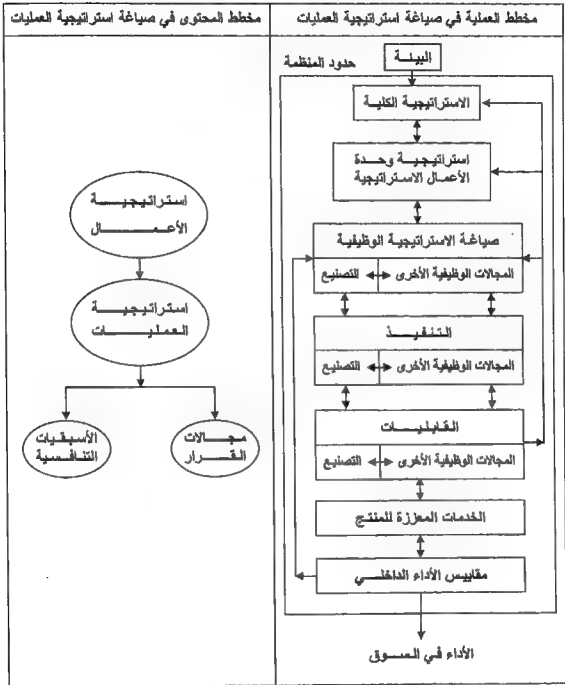 مخطط العملية في صياغة استراتيجية العمليات
البيئة
حدود المنظمة
الاستراتيجية الكلية
استراتيجية وحدة
الأعمال الاستراتيجية
صياغة الاستراتيجية الوظيفية
المجالات الوظيفية الأخرى
التصنيع
التنفيذ
المجالات الوظيفية الأخرى
التصنيع
القابليات
المجالات الوظيفية الأخرى
التصنيع
الخدمات المعززة للمنتج
مقاييس الأداء الداخلي
الأداء في السوق
مخطط المحتوى في صياغة استراتيجية العمليات
استراتيجية
الأعمال
استراتيجية
العمليات
مجالات
القرار
الأسبقيات
التنافسية